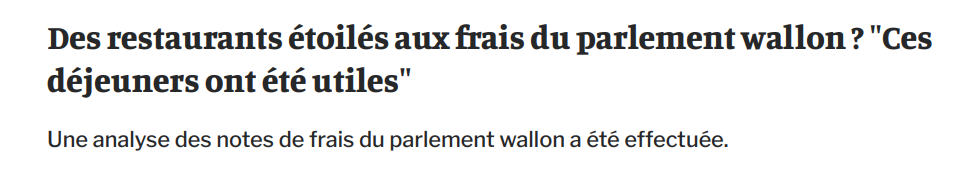 Des restaurants étoilés aux frais du parlement wallon ? "Ces
déjeuners ont été utiles"
Une analyse des notes de frais du parlement wallon a été effectuée.